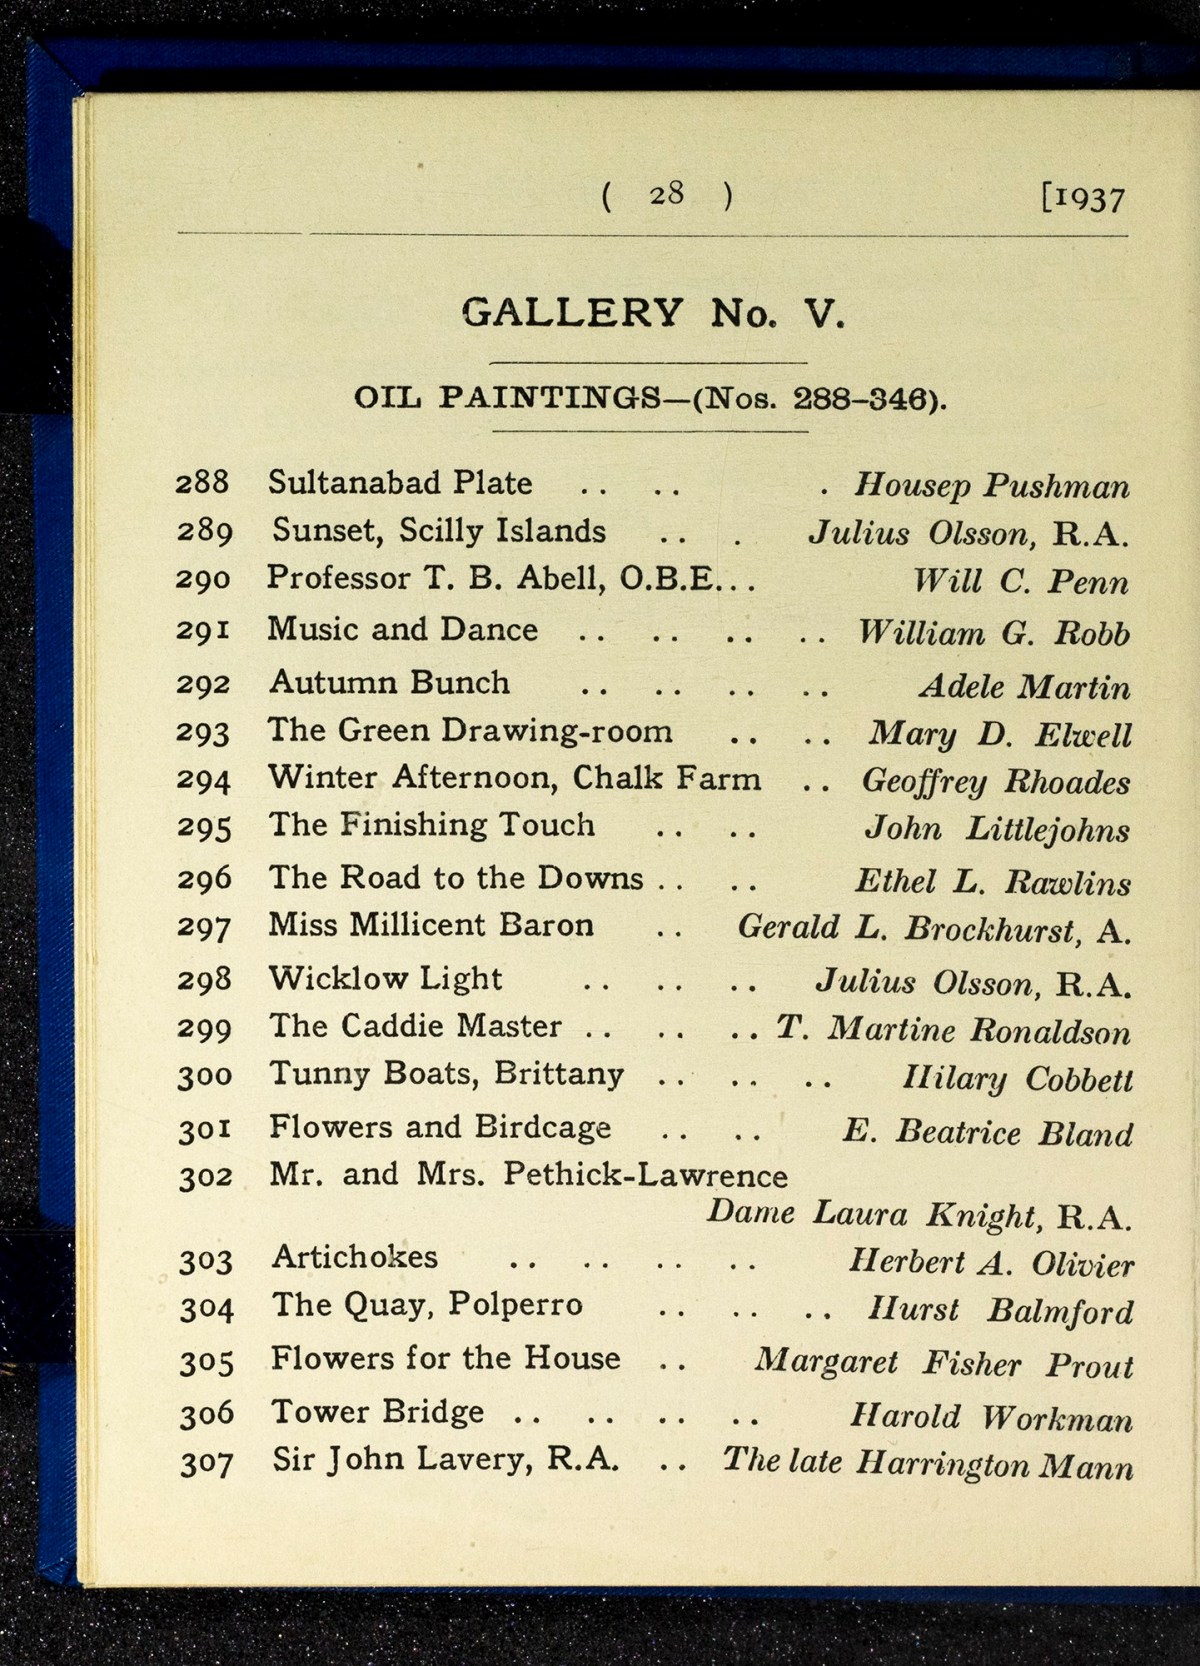 ( 28 ) [1937
GALLERY No. V.
OIL PAINTINGS—(Nos. 288–346).
288 Sultanabad Plate .. .. . Housep Pushman
289 Sunset, Scilly Islands .. . Julius Olsson, R.A.
290 Professor T. B. Abell, O.B.E... Will C. Penn
291 Music and Dance .. .. .. .. William G. Robb
292 Autumn Bunch .. .. .. .. Adele Martin
293 The Green Drawing-room .. .. Mary D. Elwell
294 Winter Afternoon, Chalk Farm .. Geoffrey Rhoades
295 The Finishing Touch .. .. John Littlejohns
296 The Road to the Downs .. .. Ethel L. Rawlins
297 Miss Millicent Baron .. Gerald L. Brockhurst, A.
298 Wicklow Light .. .. .. Julius Olsson, R.A.
299 The Caddie Master .. .. .. T. Martine Ronaldson
300 Tunny Boats, Brittany .. .. .. Hilary Cobbett
301 Flowers and Birdcage .. .. E. Beatrice Bland
302 Mr. and Mrs. Pethick-Lawrence
Dame Laura Knight, R.A.
303 Artichokes .. .. .. .. Herbert A. Olivier
304 The Quay, Polperro .. .. .. Hurst Balmford
305 Flowers for the House .. Margaret Fisher Prout
306 Tower Bridge .. .. .. .. Harold Workman
307 Sir John Lavery, R.A. .. The late Harrington Mann